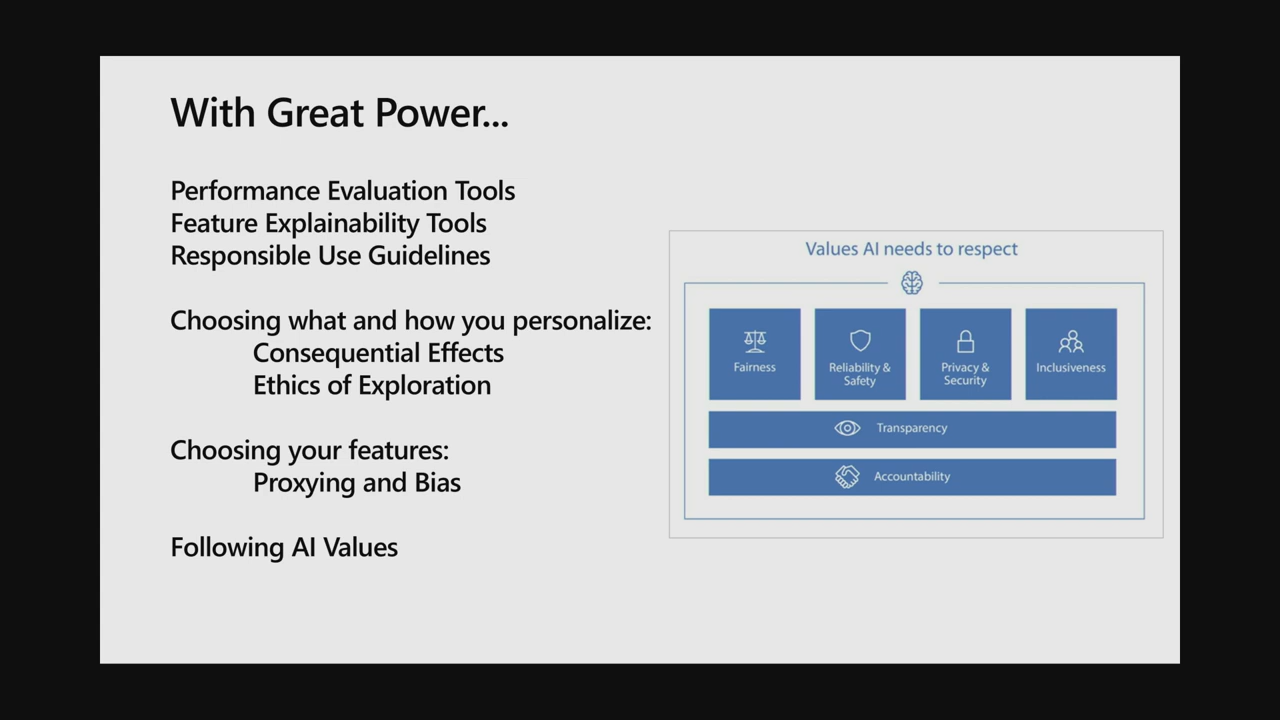 With Great Power...
Performance Evaluation Tools
Feature Explainability Tools
Responsible Use Guidelines
Choosing what and how you personalize:
Consequential Effects
Ethics of Exploration
Choosing your features:
Proxying and Bias
Following AI Values
Values AI needs to respect
Fairness
Reliability &
Safety
Privacy &
Security
Inclusiveness
Transparency
Accountability